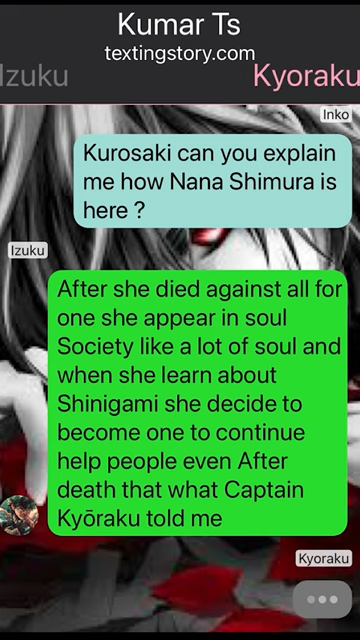 Kumar Ts
textingstory.com
Izuku
Kyoraku
Inko
Kurosaki can you explain
me how Nana Shimura is
here ?
Izuku
After she died against all for
one she appear in soul
Society like a lot of soul and
when she learn about
Shinigami she decide to
become one to continue
help people even After
death that what Captain
Kyōraku told me
Kyoraku